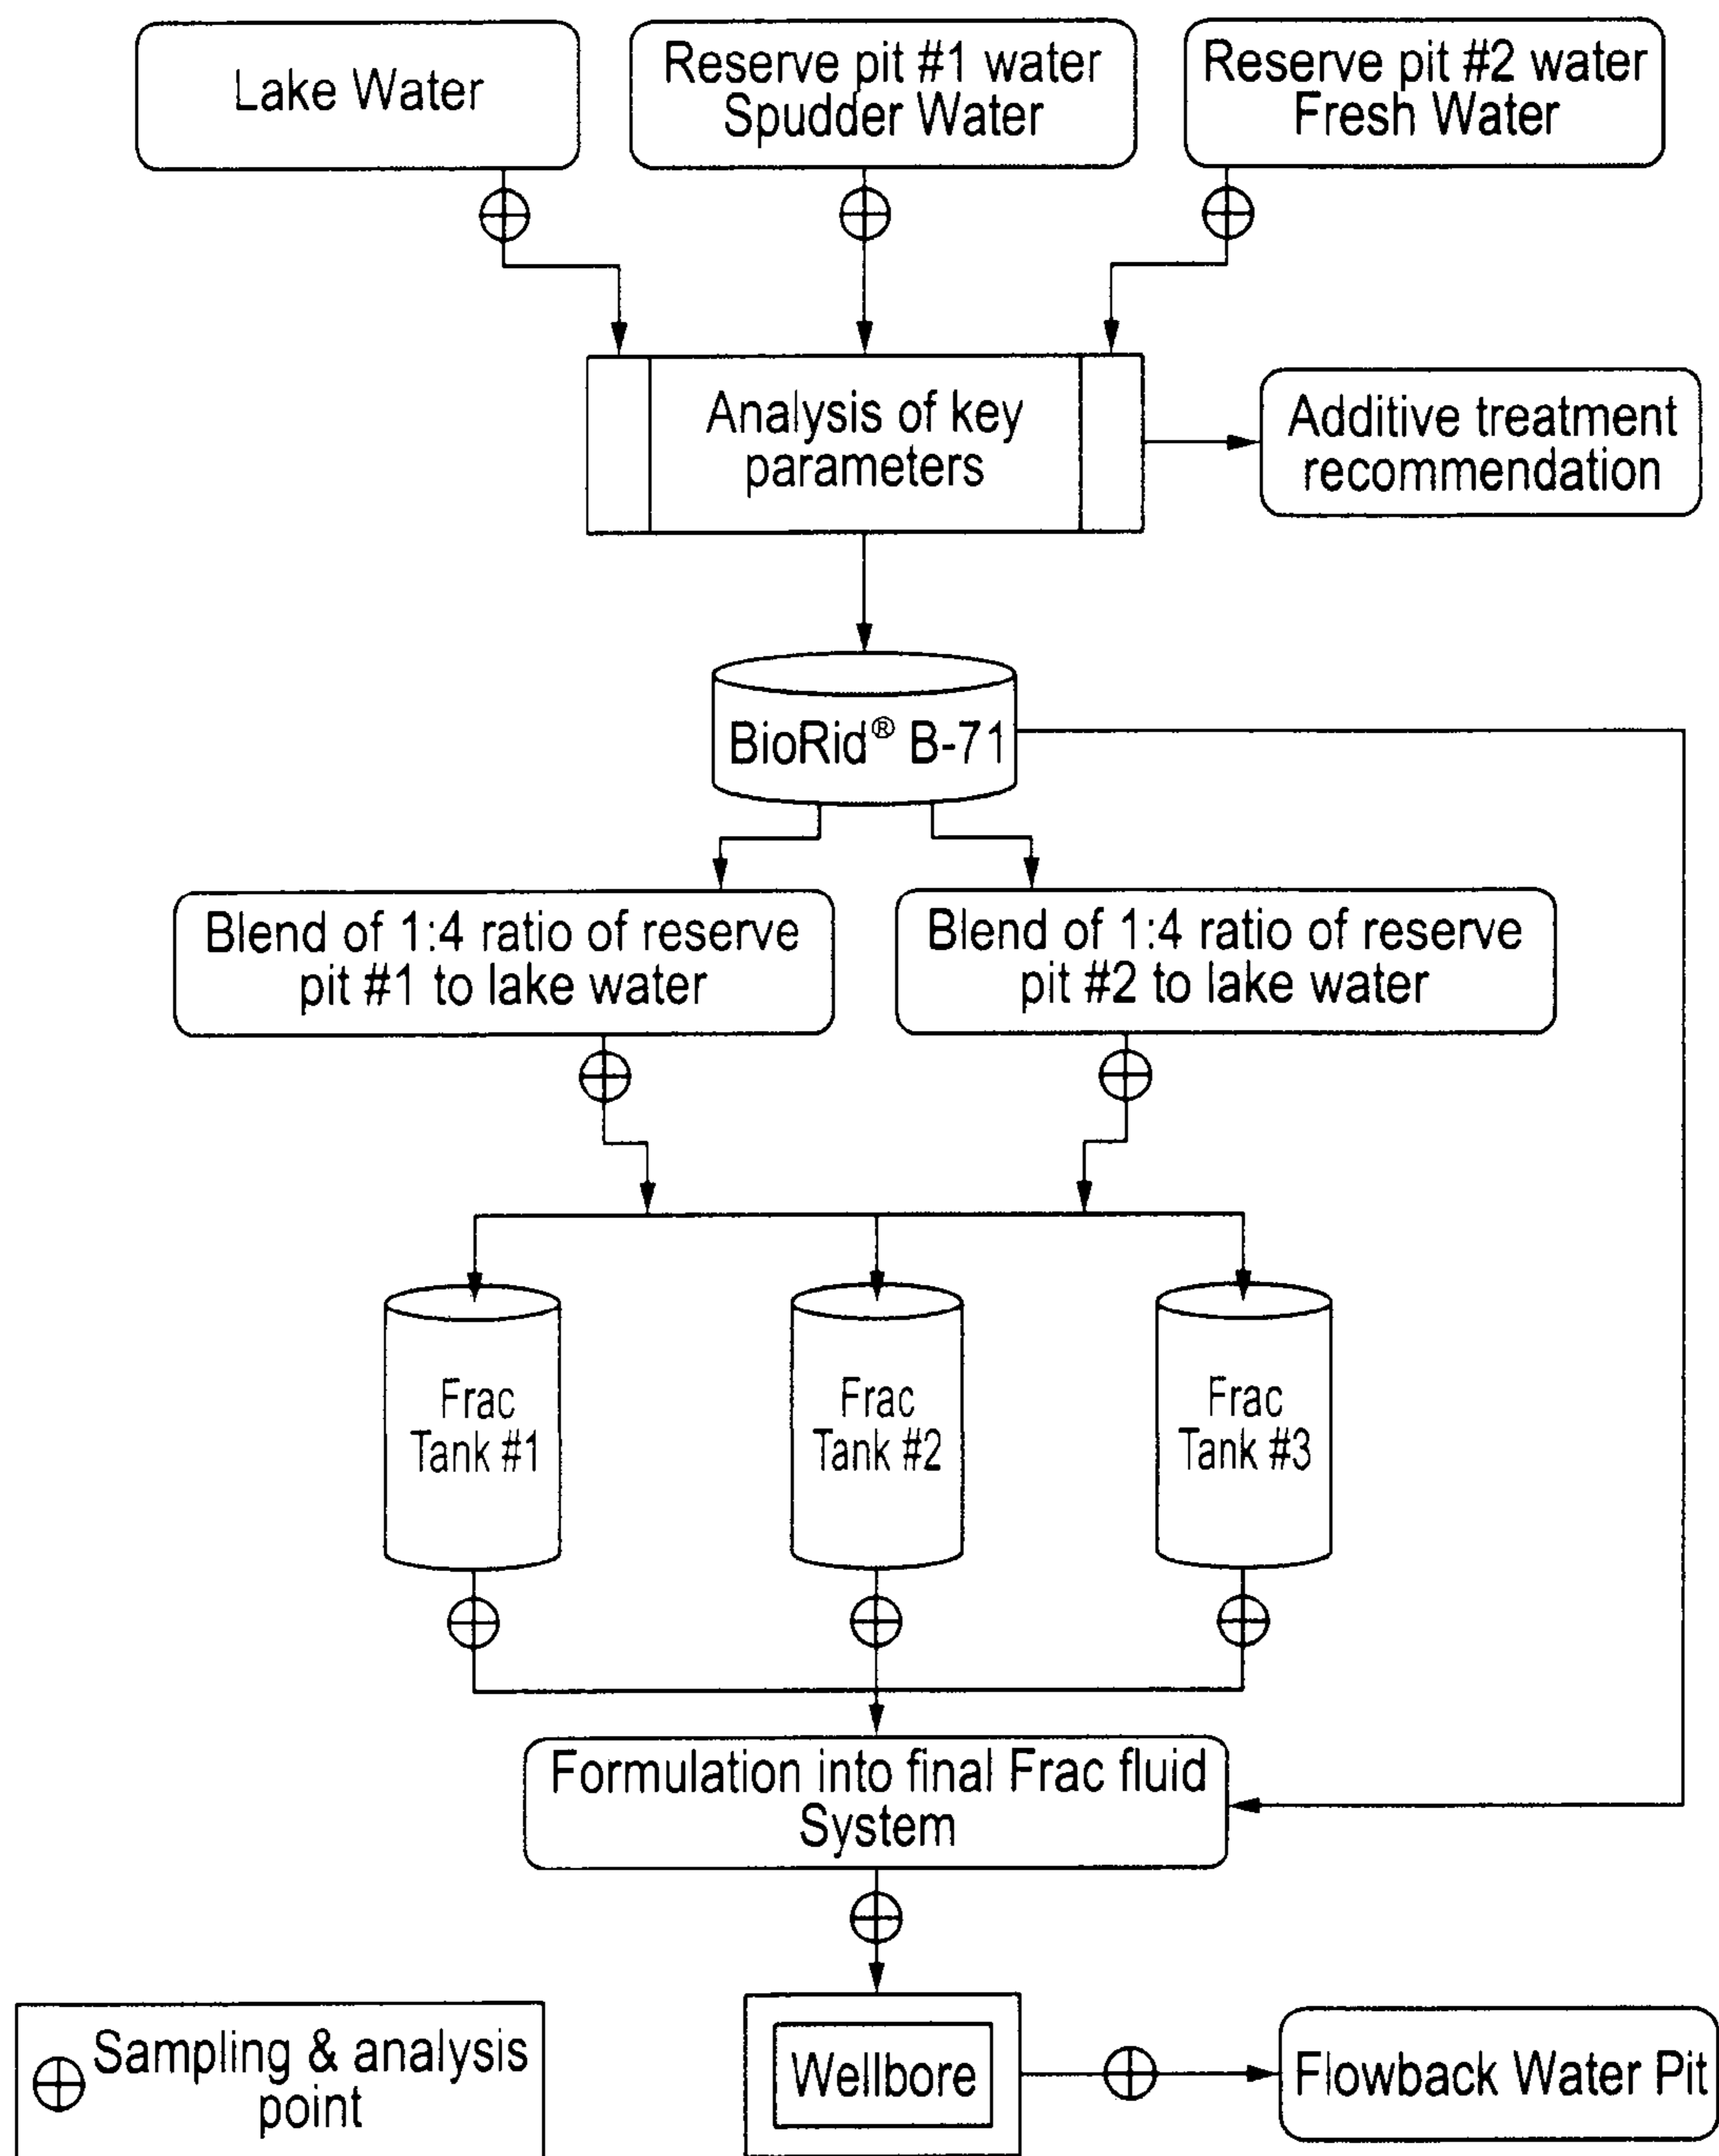 Lake Water
Reserve pit #1 water
Spudder Water
Reserve pit #2 water
Fresh Water
Analysis of key
parameters
Additive treatment
recommendation
BioRid® B-71
Blend of 1:4 ratio of reserve
pit #1 to lake water
Blend of 1:4 ratio of reserve
pit #2 to lake water
Frac
Tank #1
Frac
Tank #2
Frac
Tank #3
Formulation into final Frac fluid
System
Sampling & analysis
point
Wellbore
Flowback Water Pit